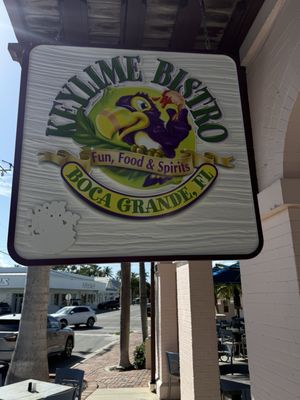 KEYLIME BISTRO
Fun, Food & Spirits
BOCA GRANDE, FL